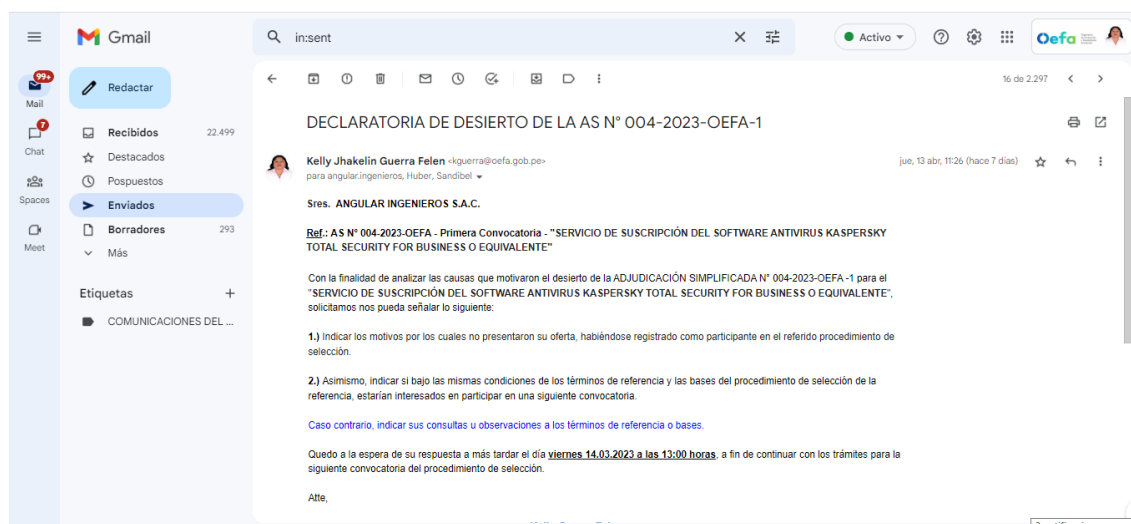 Gmail
in:sent
Activo
Oefa
99+
Mail
7
Chat
Spaces
Meet
Redactar
Recibidos 22.499
Destacados
Pospuestos
Enviados
Borradores 293
Más
Etiquetas
COMUNICACIONES DEL ...
16 de 2.297
DECLARATORIA DE DESIERTO DE LA AS N° 004-2023-OEFA-1
Kelly Jhakelin Guerra Felen <kguerra@oefa.gob.pe>
jue, 13 abr, 11:26 (hace 7 días)
para angular.ingenieros, Huber, Sandibel
Sres. ANGULAR INGENIEROS S.A.C.
Ref.: AS N° 004-2023-OEFA - Primera Convocatoria - "SERVICIO DE SUSCRIPCIÓN DEL SOFTWARE ANTIVIRUS KASPERSKY
TOTAL SECURITY FOR BUSINESS O EQUIVALENTE"
Con la finalidad de analizar las causas que motivaron el desierto de la ADJUDICACIÓN SIMPLIFICADA N° 004-2023-OEFA -1 para el
"SERVICIO DE SUSCRIPCIÓN DEL SOFTWARE ANTIVIRUS KASPERSKY TOTAL SECURITY FOR BUSINESS O EQUIVALENTE",
solicitamos nos pueda señalar lo siguiente:
1.) Indicar los motivos por los cuales no presentaron su oferta, habiéndose registrado como participante en el referido procedimiento de
selección.
2.) Asimismo, indicar si bajo las mismas condiciones de los términos de referencia y las bases del procedimiento de selección de la
referencia, estarían interesados en participar en una siguiente convocatoria.
Caso contrario, indicar sus consultas u observaciones a los términos de referencia o bases.
Quedo a la espera de su respuesta a más tardar el día viernes 14.03.2023 a las 13:00 horas, a fin de continuar con los trámites para la
siguiente convocatoria del procedimiento de selección.
Atte,